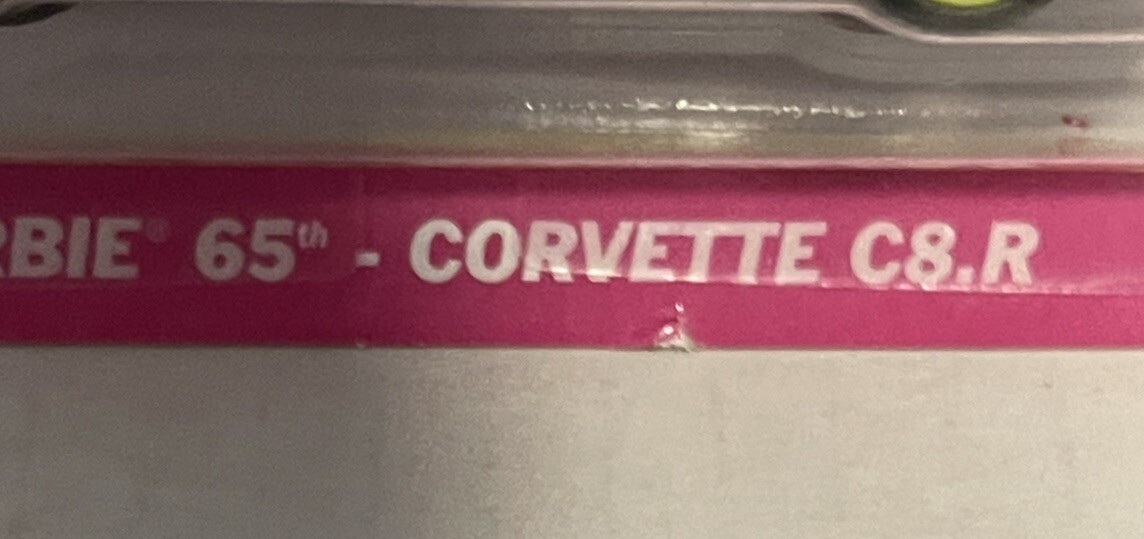 RBIE® 65th - CORVETTE C8.R